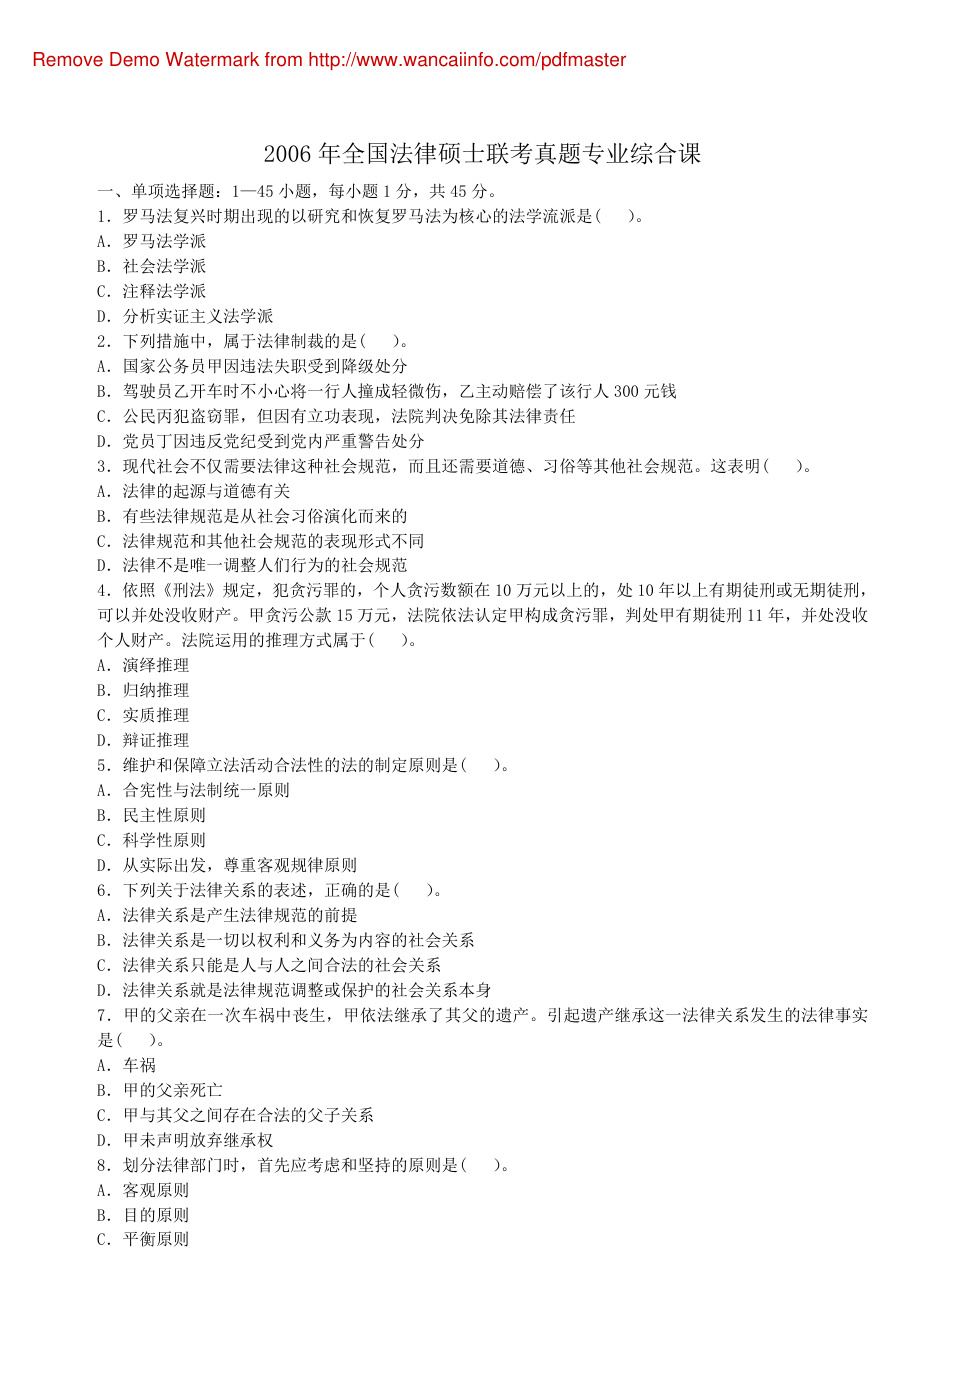 Remove Demo Watermark from http://www.wancaiinfo.com/pdfmaster
2006 年全国法律硕士联考真题专业综合课
一、单项选择题：1—45 小题，每小题 1 分，共 45 分。
1．罗马法复兴时期出现的以研究和恢复罗马法为核心的法学流派是(   )。
A．罗马法学派
B．社会法学派
C．注释法学派
D．分析实证主义法学派
2．下列措施中，属于法律制裁的是(   )。
A．国家公务员甲因违法失职受到降级处分
B．驾驶员乙开车时不小心将一行人撞成轻微伤，乙主动赔偿了该行人 300 元钱
C．公民丙犯盗窃罪，但因有立功表现，法院判决免除其法律责任
D．党员丁因违反党纪受到党内严重警告处分
3．现代社会不仅需要法律这种社会规范，而且还需要道德、习俗等其他社会规范。这表明(   )。
A．法律的起源与道德有关
B．有些法律规范是从社会习俗演化而来的
C．法律规范和其他社会规范的表现形式不同
D．法律不是唯一调整人们行为的社会规范
4．依照《刑法》规定，犯贪污罪的，个人贪污数额在 10 万元以上的，处 10 年以上有期徒刑或无期徒刑，
可以并处没收财产。甲贪污公款 15 万元，法院依法认定甲构成贪污罪，判处甲有期徒刑 11 年，并处没收
个人财产。法院运用的推理方式属于(   )。
A．演绎推理
B．归纳推理
C．实质推理
D．辩证推理
5．维护和保障立法活动合法性的法的制定原则是(   )。
A．合宪性与法制统一原则
B．民主性原则
C．科学性原则
D．从实际出发，尊重客观规律原则
6．下列关于法律关系的表述，正确的是(   )。
A．法律关系是产生法律规范的前提
B．法律关系是一切以权利和义务为内容的社会关系
C．法律关系只能是人与人之间合法的社会关系
D．法律关系就是法律规范调整或保护的社会关系本身
7．甲的父亲在一次车祸中丧生，甲依法继承了其父的遗产。引起遗产继承这一法律关系发生的法律事实
是(   )。
A．车祸
B．甲的父亲死亡
C．甲与其父之间存在合法的父子关系
D．甲未声明放弃继承权
8．划分法律部门时，首先应考虑和坚持的原则是(   )。
A．客观原则
B．目的原则
C．平衡原则